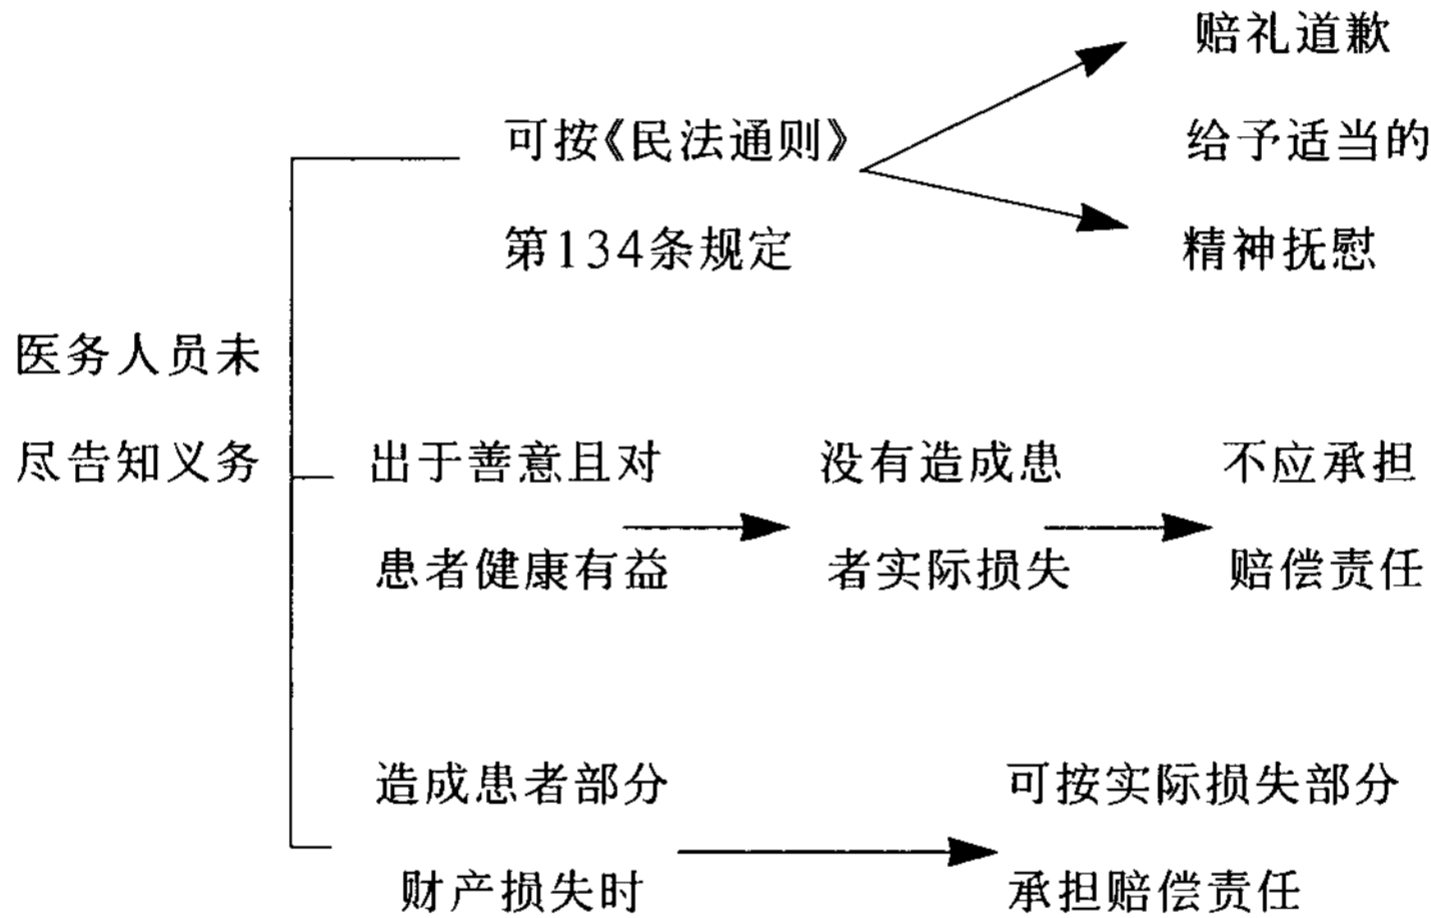 赔礼道歉
可按《民法通则》
给予适当的
第134条规定
精神抚慰
医务人员未
尽告知义务
出于善意且对
没有造成患
不应承担
患者健康有益
者实际损失
赔偿责任
造成患者部分
可按实际损失部分
财产损失时
承担赔偿责任